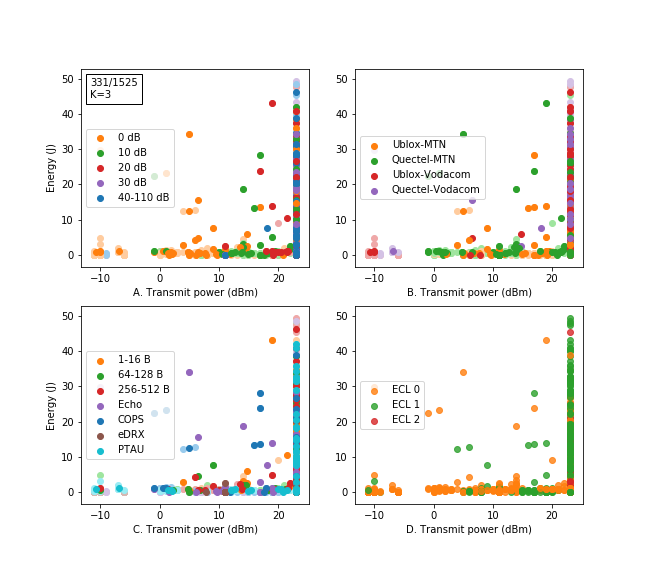 331/1525
K=3
50
40
30
20
10
0
Energy (J)
0 dB
10 dB
20 dB
30 dB
40-110 dB
−10
0
10
20
A. Transmit power (dBm)
50
40
30
20
10
0
Ublox-MTN
Quectel-MTN
Ublox-Vodacom
Quectel-Vodacom
−10
0
10
20
B. Transmit power (dBm)
50
40
30
20
10
0
Energy (J)
1-16 B
64-128 B
256-512 B
Echo
COPS
eDRX
PTAU
−10
0
10
20
C. Transmit power (dBm)
50
40
30
20
10
0
ECL 0
ECL 1
ECL 2
−10
0
10
20
D. Transmit power (dBm)